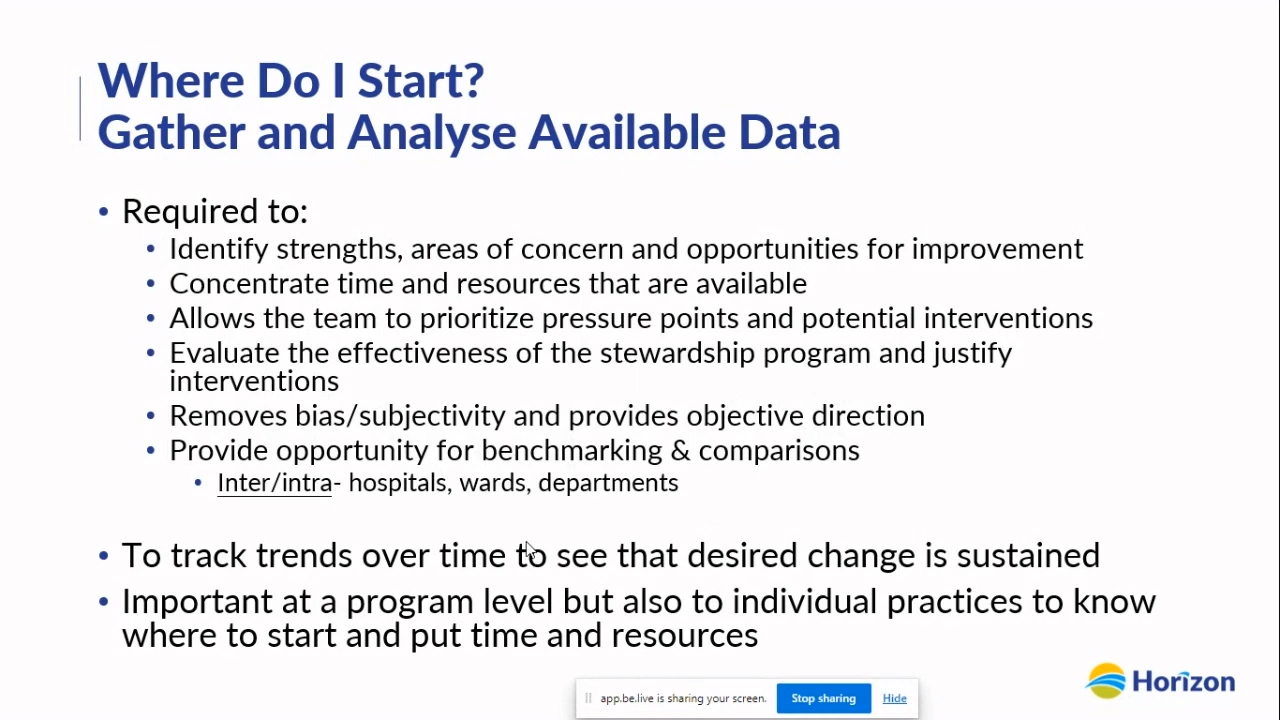 Where Do I Start?
Gather and Analyse Available Data
• Required to:
• Identify strengths, areas of concern and opportunities for improvement
• Concentrate time and resources that are available
• Allows the team to prioritize pressure points and potential interventions
• Evaluate the effectiveness of the stewardship program and justify
interventions
• Removes bias/subjectivity and provides objective direction
• Provide opportunity for benchmarking & comparisons
• Inter/intra- hospitals, wards, departments
• To track trends over time to see that desired change is sustained
• Important at a program level but also to individual practices to know
where to start and put time and resources
app.be.live is sharing your screen. Stop sharing Hide
Horizon